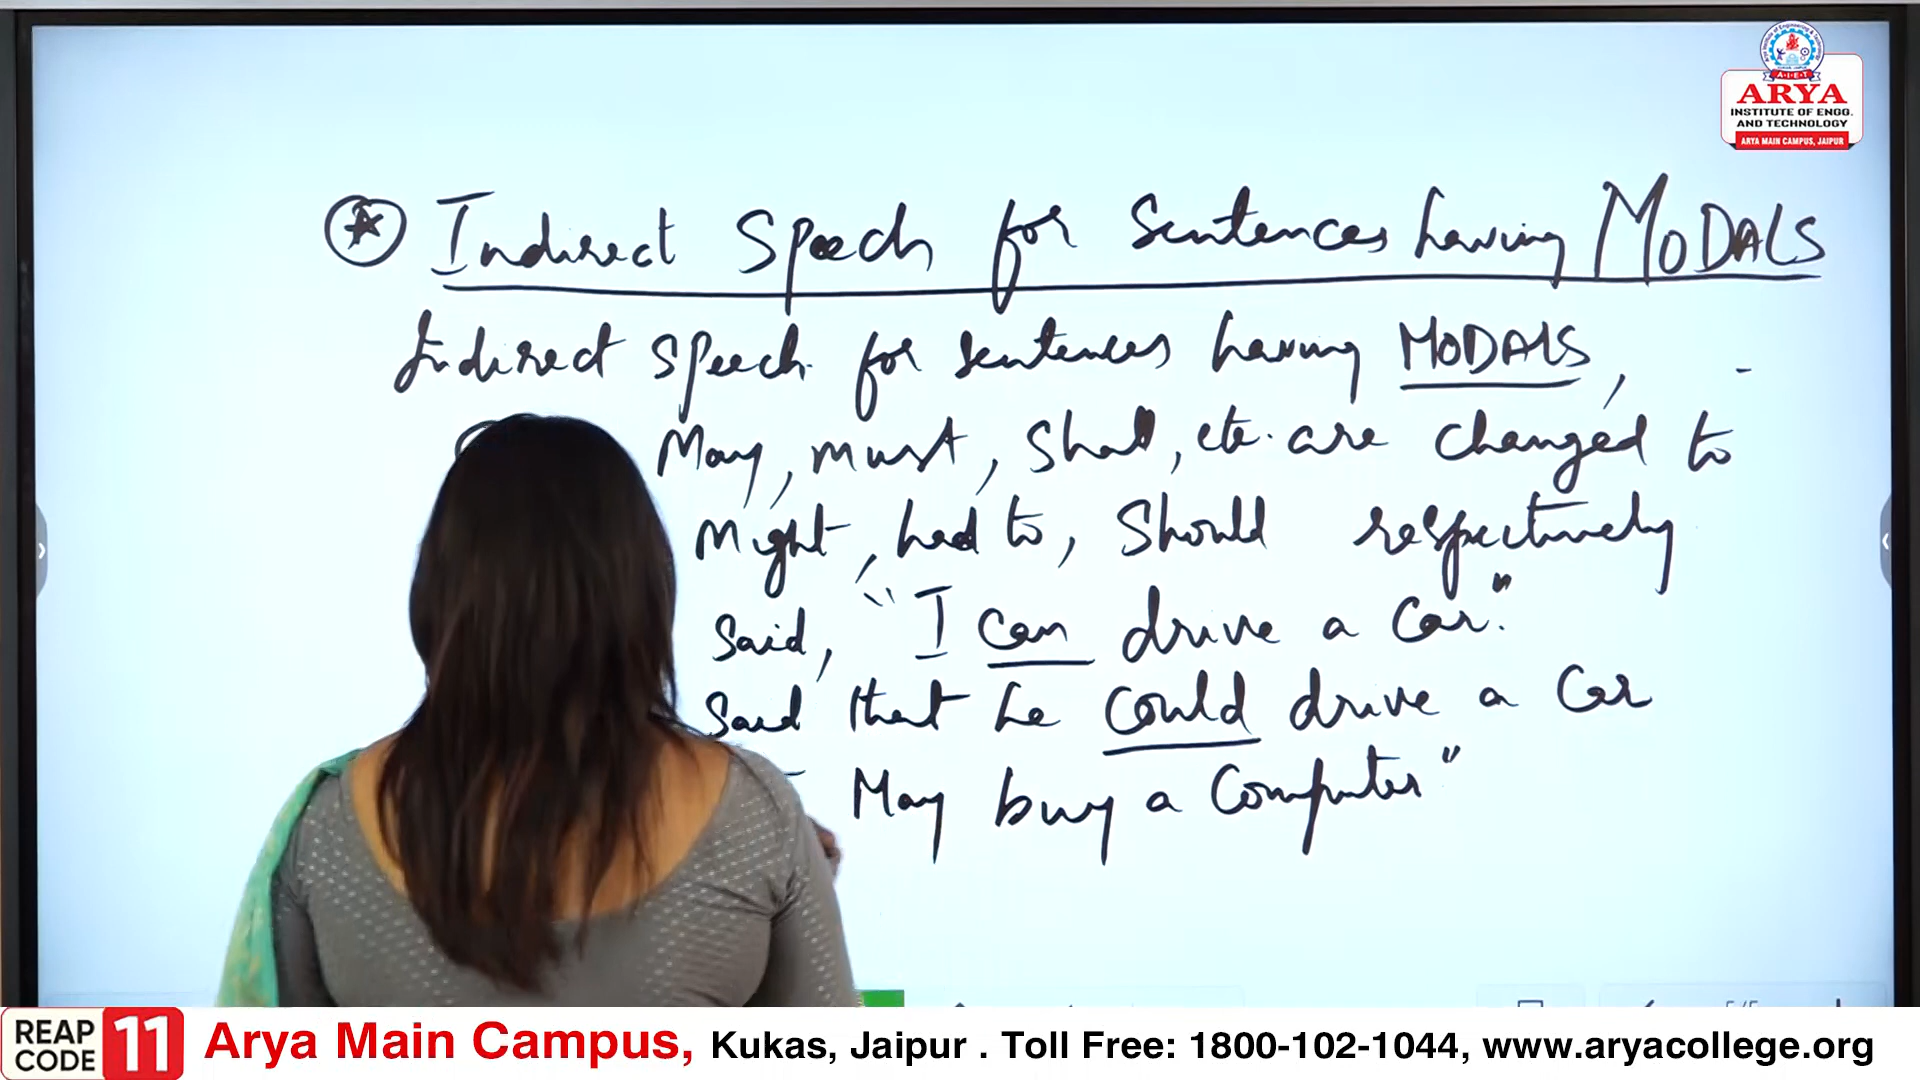 A.I.E.T
ARYA
INSTITUTE OF ENGG.
AND TECHNOLOGY
ARYA MAIN CAMPUS, JAIPUR
Indirect Speech for Sentences having MODALS
Indirect Speech for sentences having MODALS,
May, must, Shall, etc. are changed to
Might, had to, Should respectively
Said, "I can drive a Car."
Said that he could drive a Car
May buy a Computer"
REAP CODE 11
Arya Main Campus, Kukas, Jaipur . Toll Free: 1800-102-1044, www.aryacollege.org